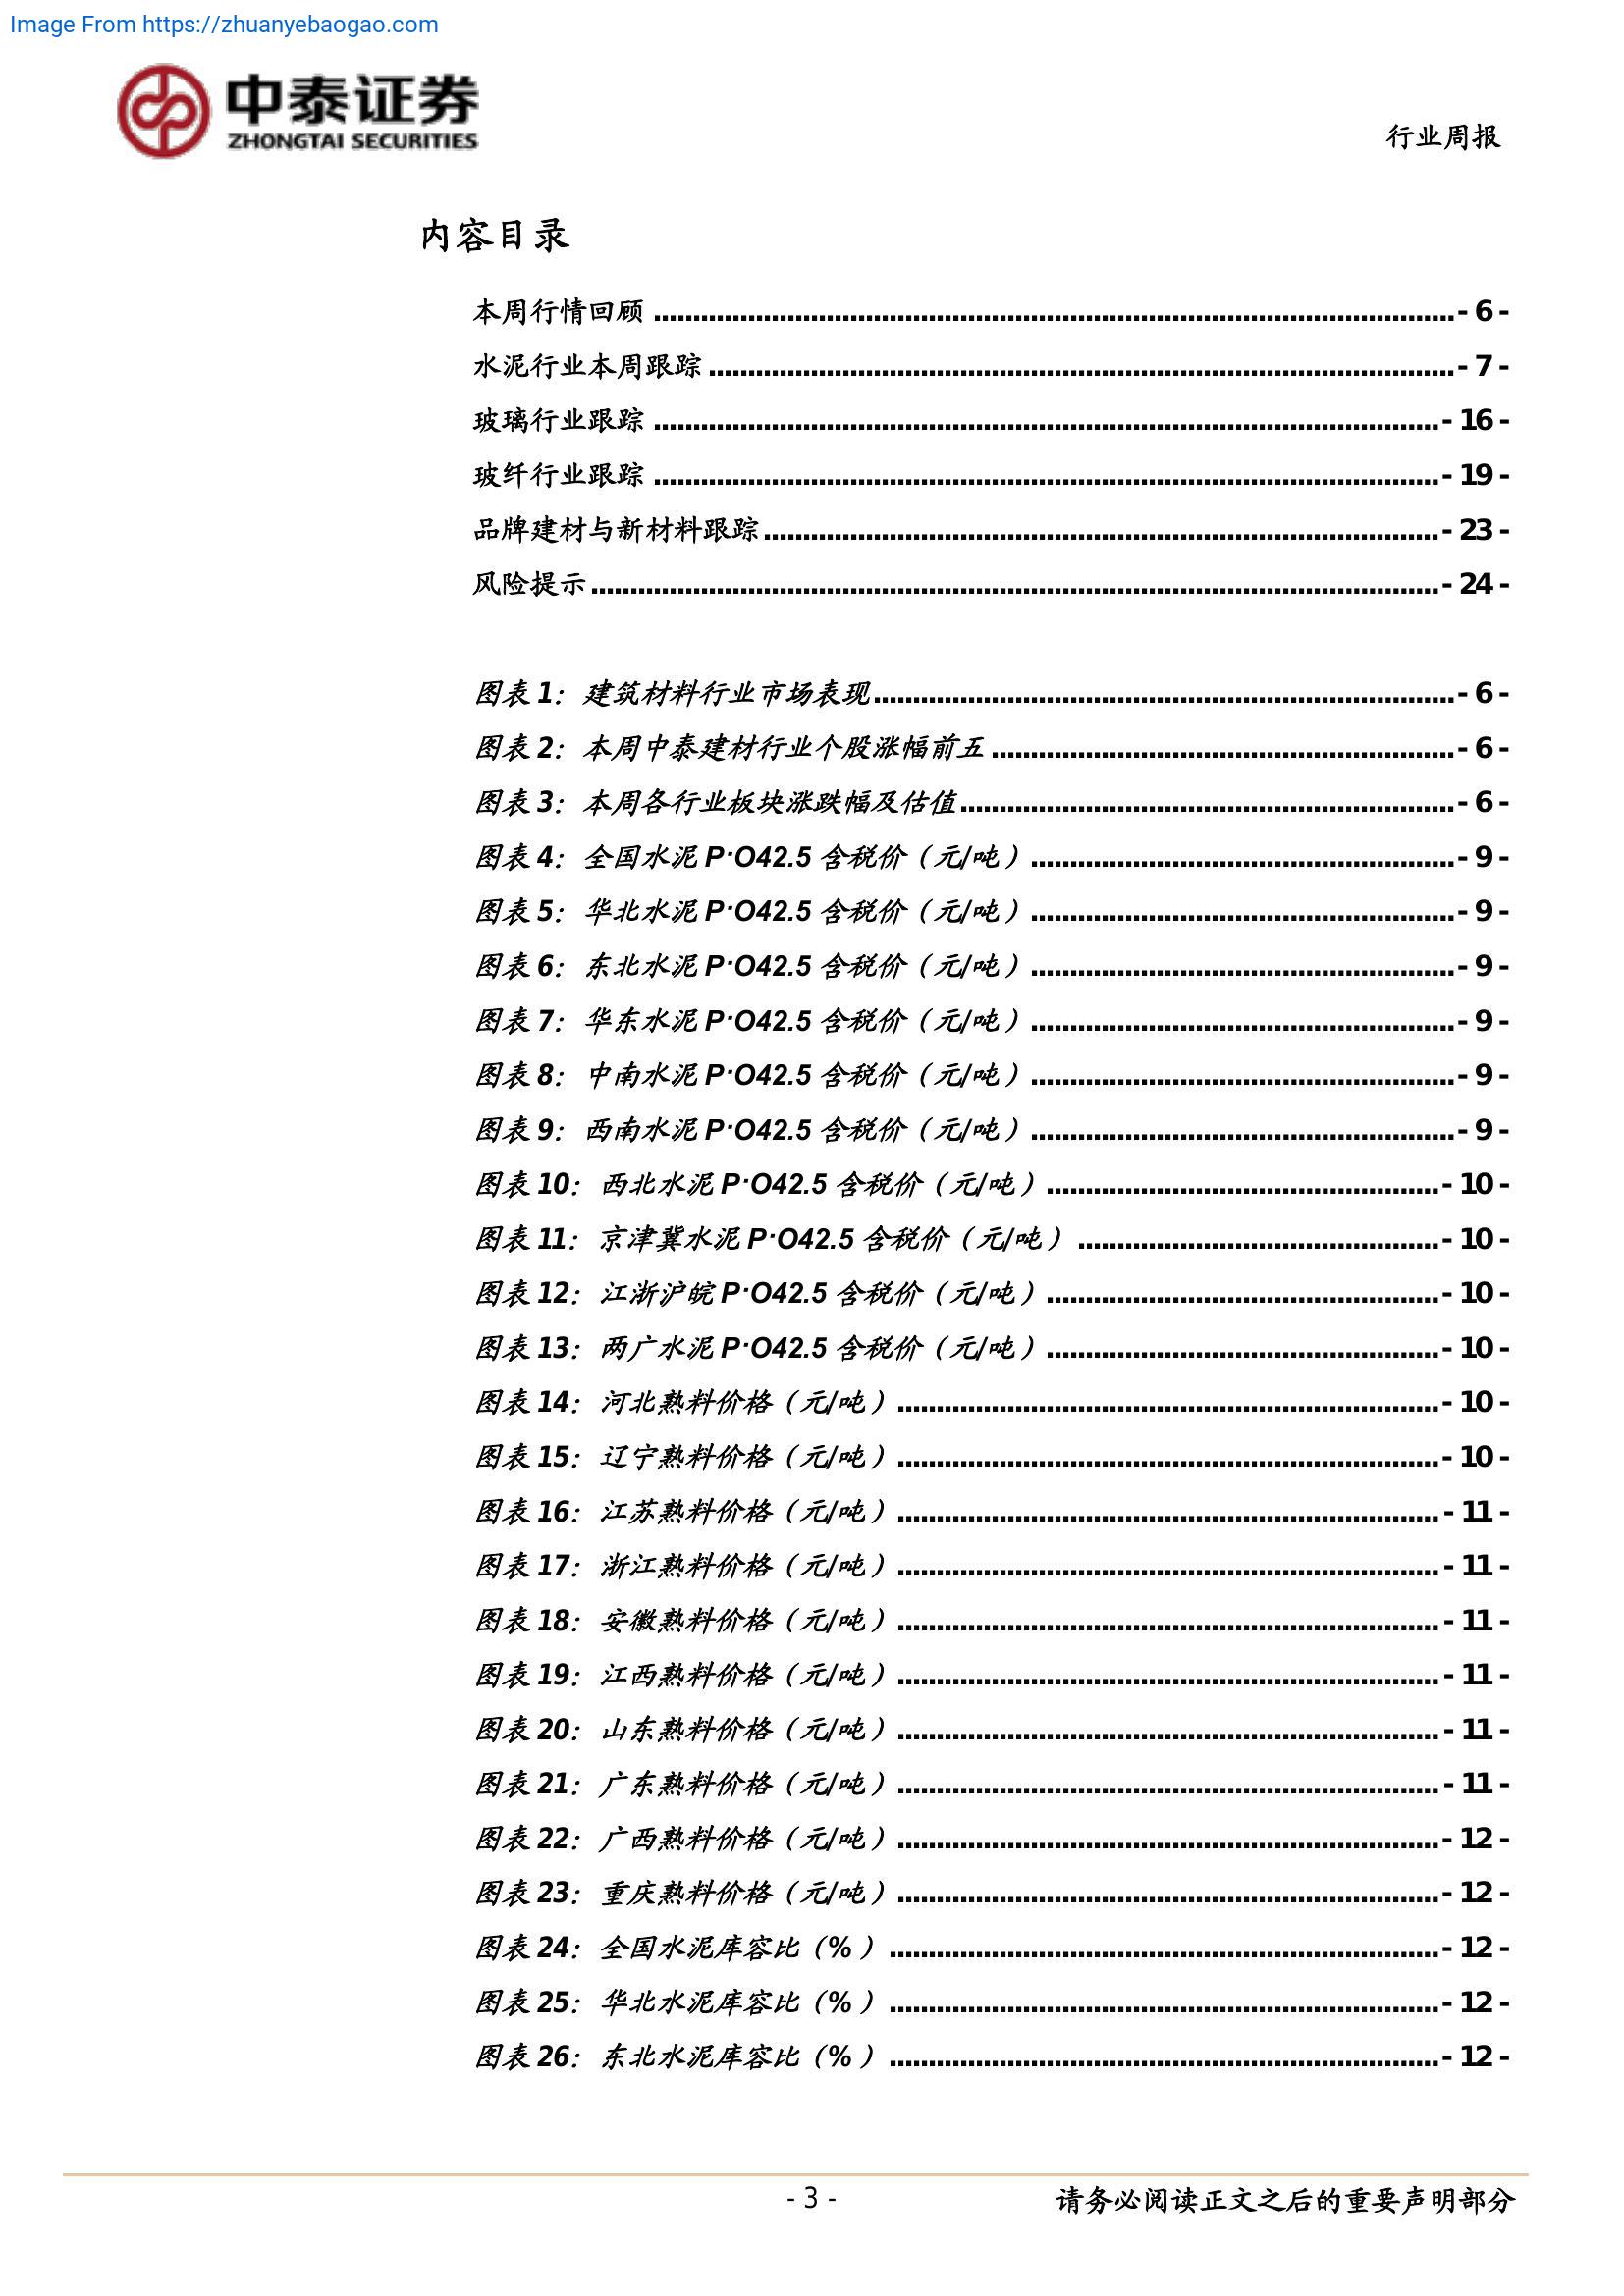 Image From https://zhuanyebaogao.com
中泰证券
ZHONGTAI SECURITIES
行业周报
内容目录
本周行情回顾 ........ - 6 -
水泥行业本周跟踪 ........ - 7 -
玻璃行业跟踪 ........ - 16 -
玻纤行业跟踪 ........ - 19 -
品牌建材与新材料跟踪 ........ - 23 -
风险提示 ........ - 24 -
图表 1：建筑材料行业市场表现 ........ - 6 -
图表 2：本周中泰建材行业个股涨幅前五 ........ - 6 -
图表 3：本周各行业板块涨跌幅及估值 ........ - 6 -
图表 4：全国水泥 P·O42.5 含税价（元/吨） ........ - 9 -
图表 5：华北水泥 P·O42.5 含税价（元/吨） ........ - 9 -
图表 6：东北水泥 P·O42.5 含税价（元/吨） ........ - 9 -
图表 7：华东水泥 P·O42.5 含税价（元/吨） ........ - 9 -
图表 8：中南水泥 P·O42.5 含税价（元/吨） ........ - 9 -
图表 9：西南水泥 P·O42.5 含税价（元/吨） ........ - 9 -
图表 10：西北水泥 P·O42.5 含税价（元/吨） ........ - 10 -
图表 11：京津冀水泥 P·O42.5 含税价（元/吨） ........ - 10 -
图表 12：江浙沪皖 P·O42.5 含税价（元/吨） ........ - 10 -
图表 13：两广水泥 P·O42.5 含税价（元/吨） ........ - 10 -
图表 14：河北熟料价格（元/吨） ........ - 10 -
图表 15：辽宁熟料价格（元/吨） ........ - 10 -
图表 16：江苏熟料价格（元/吨） ........ - 11 -
图表 17：浙江熟料价格（元/吨） ........ - 11 -
图表 18：安徽熟料价格（元/吨） ........ - 11 -
图表 19：江西熟料价格（元/吨） ........ - 11 -
图表 20：山东熟料价格（元/吨） ........ - 11 -
图表 21：广东熟料价格（元/吨） ........ - 11 -
图表 22：广西熟料价格（元/吨） ........ - 12 -
图表 23：重庆熟料价格（元/吨） ........ - 12 -
图表 24：全国水泥库容比（%） ........ - 12 -
图表 25：华北水泥库容比（%） ........ - 12 -
图表 26：东北水泥库容比（%） ........ - 12 -
- 3 -
请务必阅读正文之后的重要声明部分